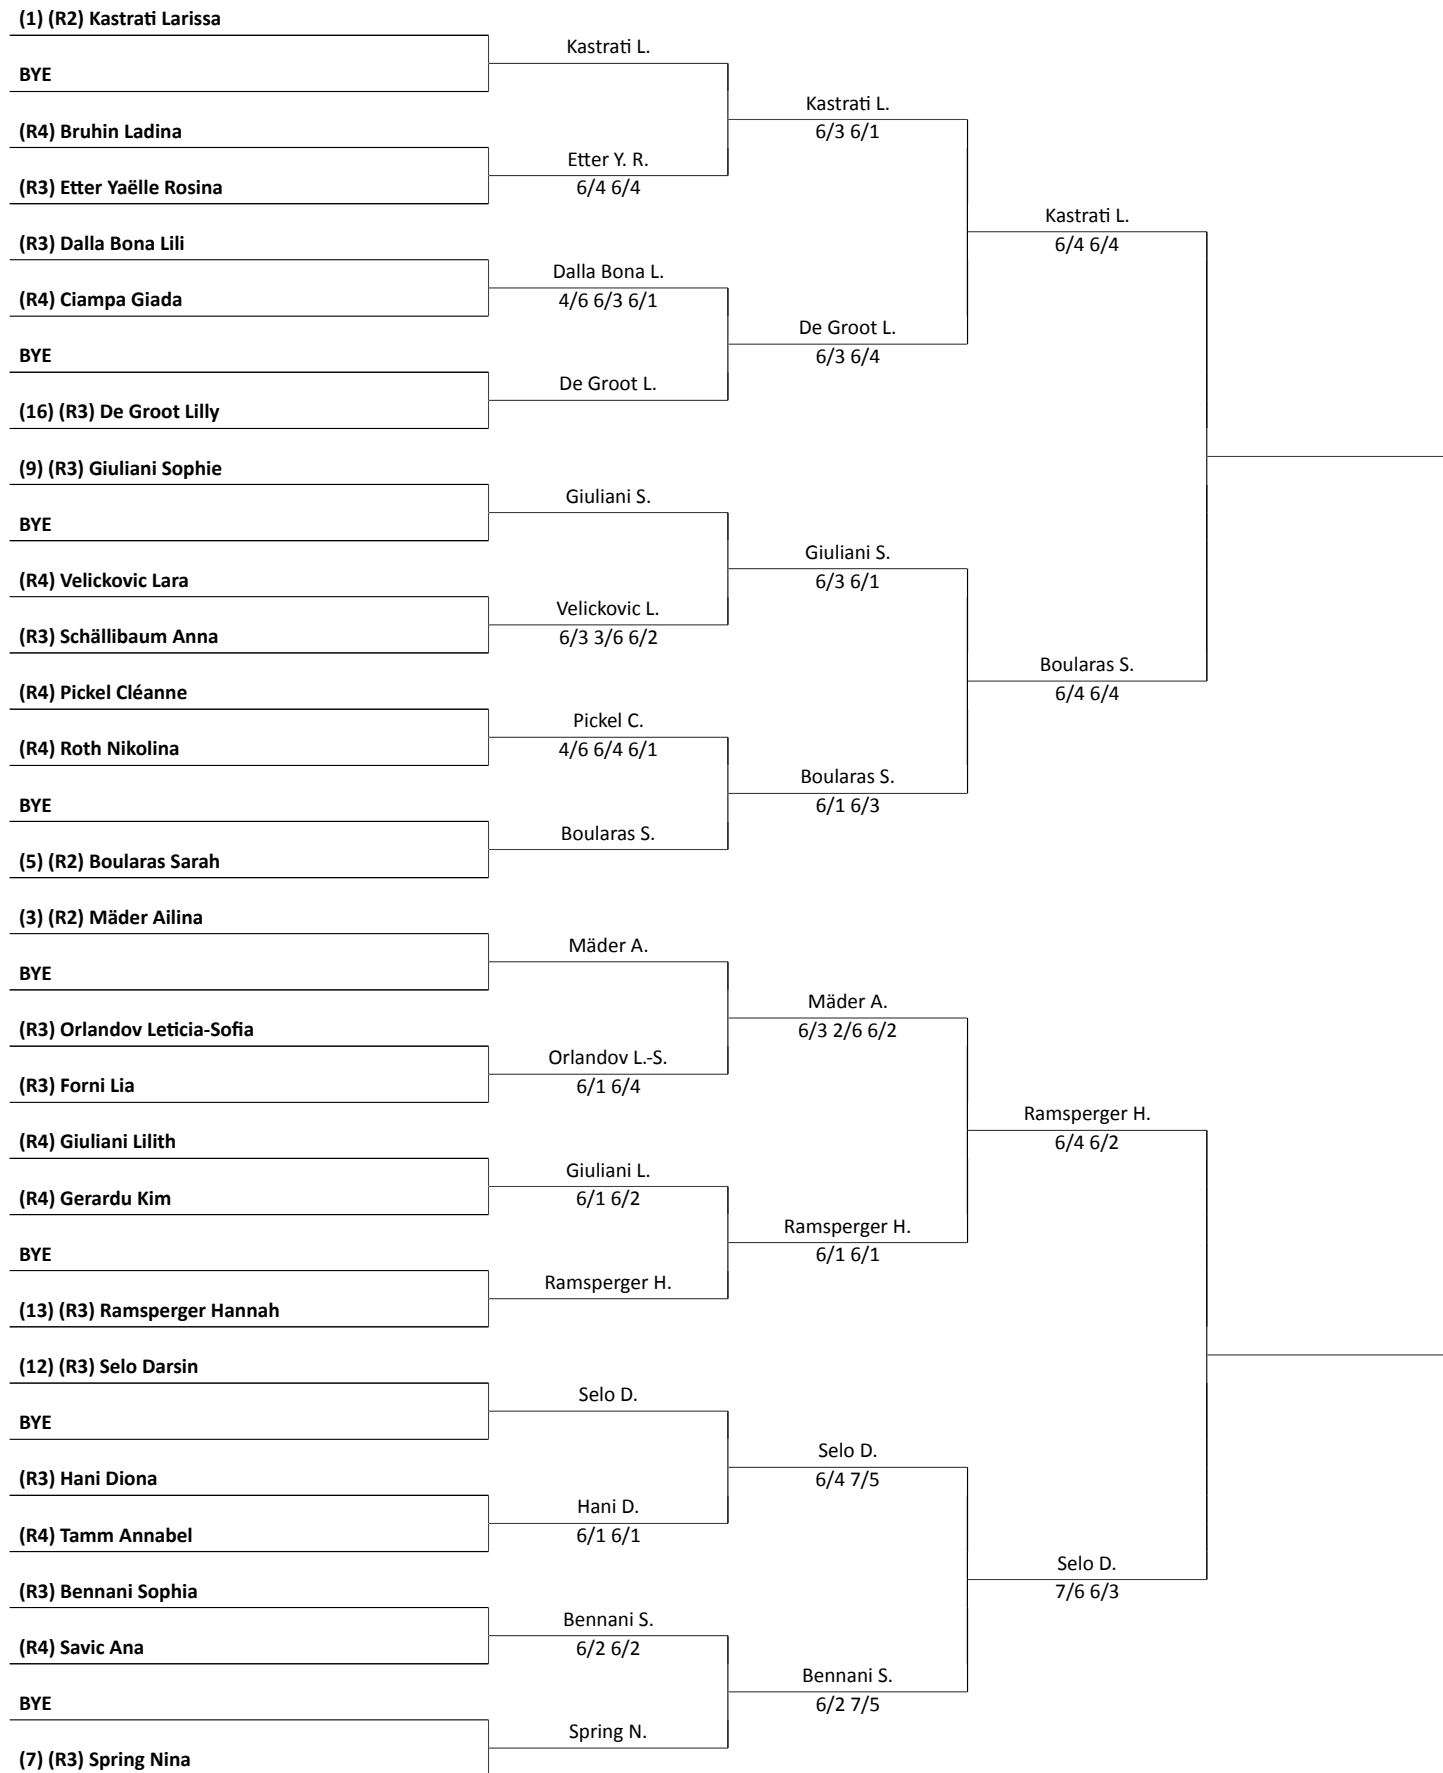 (1) (R2) Kastrati Larissa
Kastrati L.
BYE
Kastrati L.
6/3 6/1
(R4) Bruhin Ladina
Etter Y. R.
6/4 6/4
(R3) Etter Yaëlle Rosina
Kastrati L.
6/4 6/4
(R3) Dalla Bona Lili
Dalla Bona L.
4/6 6/3 6/1
(R4) Ciampa Giada
De Groot L.
6/3 6/4
BYE
De Groot L.
(16) (R3) De Groot Lilly
(9) (R3) Giuliani Sophie
Giuliani S.
BYE
Giuliani S.
6/3 6/1
(R4) Velickovic Lara
Velickovic L.
6/3 3/6 6/2
(R3) Schällibaum Anna
Boularas S.
6/4 6/4
(R4) Pickel Cléanne
Pickel C.
4/6 6/4 6/1
(R4) Roth Nikolina
Boularas S.
6/1 6/3
BYE
Boularas S.
(5) (R2) Boularas Sarah
(3) (R2) Mäder Ailina
Mäder A.
BYE
Mäder A.
6/3 2/6 6/2
(R3) Orlandov Leticia-Sofia
Orlandov L.-S.
6/1 6/4
(R3) Forni Lia
Ramsperger H.
6/4 6/2
(R4) Giuliani Lilith
Giuliani L.
6/1 6/2
(R4) Gerardu Kim
Ramsperger H.
6/1 6/1
BYE
Ramsperger H.
(13) (R3) Ramsperger Hannah
(12) (R3) Selo Darsin
Selo D.
BYE
Selo D.
6/4 7/5
(R3) Hani Diona
Hani D.
6/1 6/1
(R4) Tamm Annabel
Selo D.
7/6 6/3
(R3) Bennani Sophia
Bennani S.
6/2 6/2
(R4) Savic Ana
Bennani S.
6/2 7/5
BYE
Spring N.
(7) (R3) Spring Nina